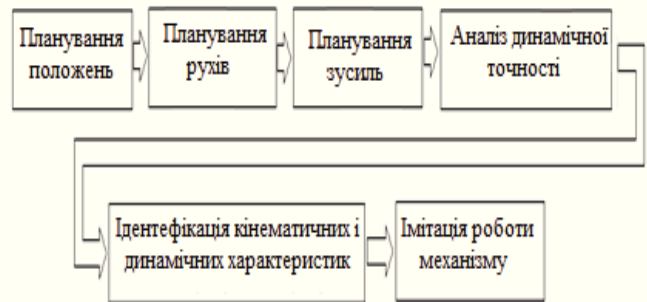 Планування
положень
Планування
рухів
Планування
зусиль
Аналіз динамічної
точності
Ідентефікація кінематичних і
динамічних характеристик
Імітація роботи
механізму